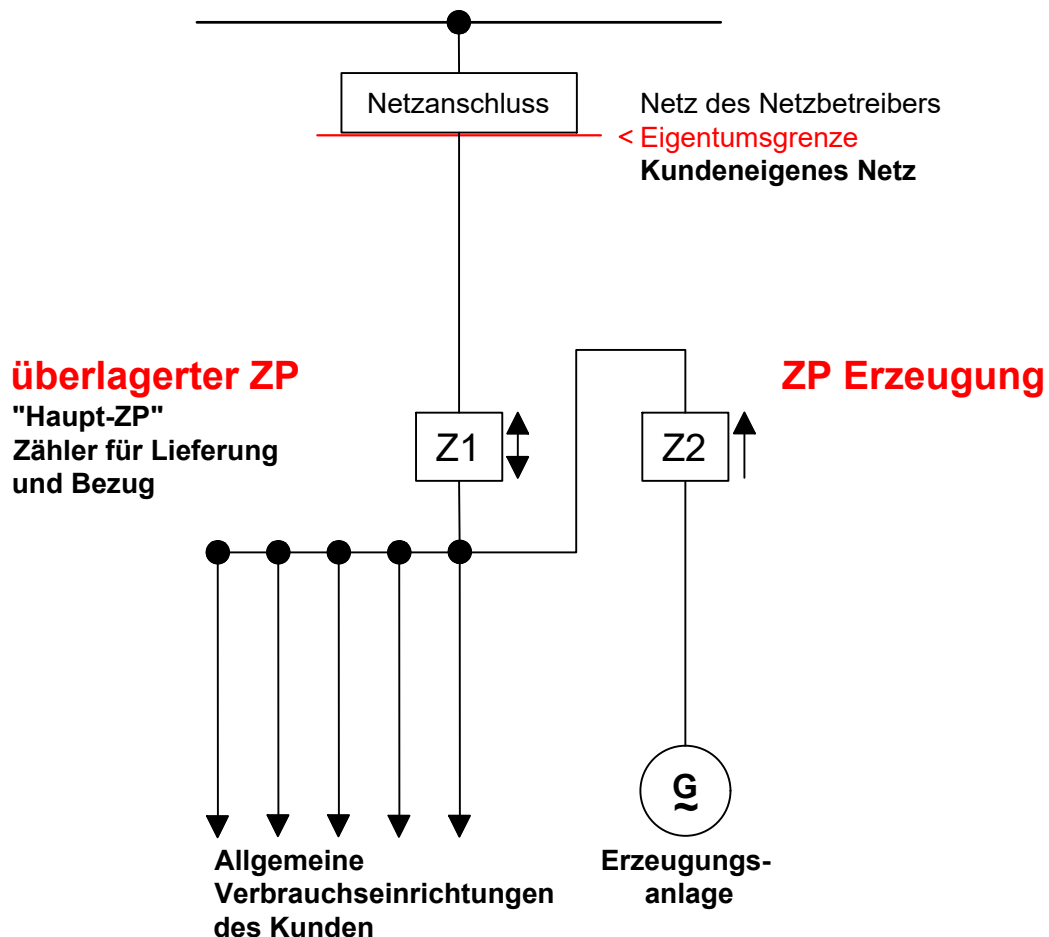 Netzanschluss
Netz des Netzbetreibers
< Eigentumsgrenze
Kundeneigenes Netz
überlagerter ZP
"Haupt-ZP"
Zähler für Lieferung
und Bezug
Z1
Z2
ZP Erzeugung
G
~
Allgemeine
Verbrauchseinrichtungen
des Kunden
Erzeugungs-
anlage